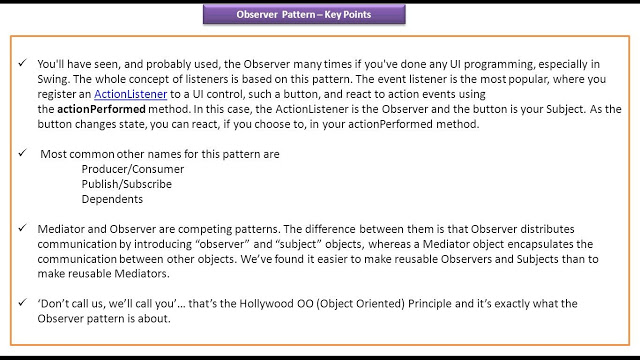 Observer Pattern – Key Points
✓ You'll have seen, and probably used, the Observer many times if you've done any UI programming, especially in
Swing. The whole concept of listeners is based on this pattern. The event listener is the most popular, where you
register an ActionListener to a UI control, such a button, and react to action events using
the actionPerformed method. In this case, the ActionListener is the Observer and the button is your Subject. As the
button changes state, you can react, if you choose to, in your actionPerformed method.
✓ Most common other names for this pattern are
Producer/Consumer
Publish/Subscribe
Dependents
✓ Mediator and Observer are competing patterns. The difference between them is that Observer distributes
communication by introducing “observer” and “subject” objects, whereas a Mediator object encapsulates the
communication between other objects. We’ve found it easier to make reusable Observers and Subjects than to
make reusable Mediators.
✓ ‘Don’t call us, we’ll call you’... that’s the Hollywood OO (Object Oriented) Principle and it’s exactly what the
Observer pattern is about.